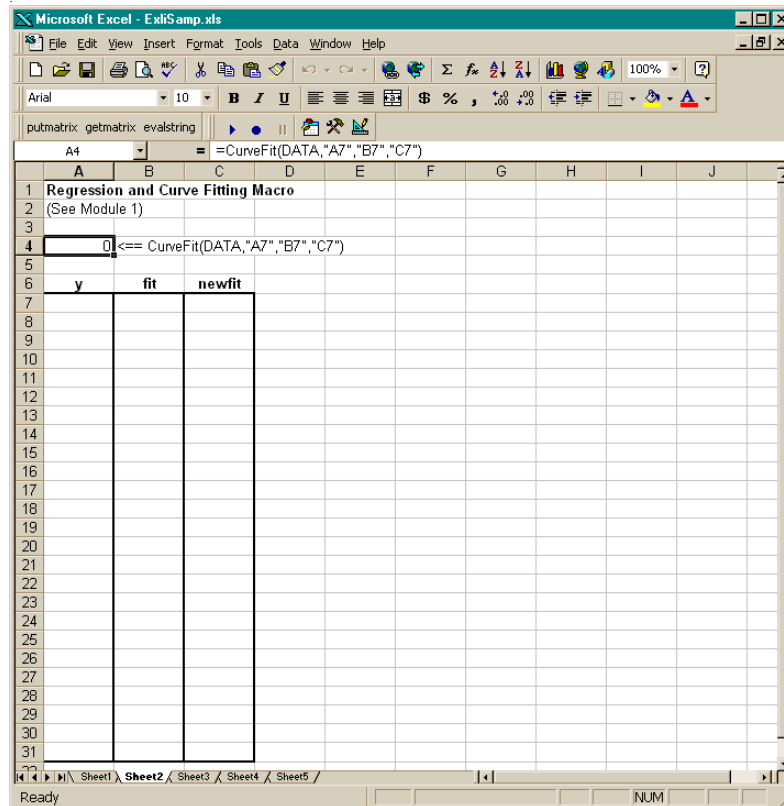 Microsoft Excel - ExliSamp.xls
File Edit View Insert Format Tools Data Window Help
100%
Arial 10 B I U $ % ,
putmatrix getmatrix evalstring
A4 = =CurveFit(DATA,"A7","B7","C7")
A B C D E F G H I J
1 Regression and Curve Fitting Macro
2 (See Module 1)
3
4 0 <== CurveFit(DATA,"A7","B7","C7")
5
6 y fit newfit
7
8
9
10
11
12
13
14
15
16
17
18
19
20
21
22
23
24
25
26
27
28
29
30
31
Sheet1 Sheet2 Sheet3 Sheet4 Sheet5
Ready NUM